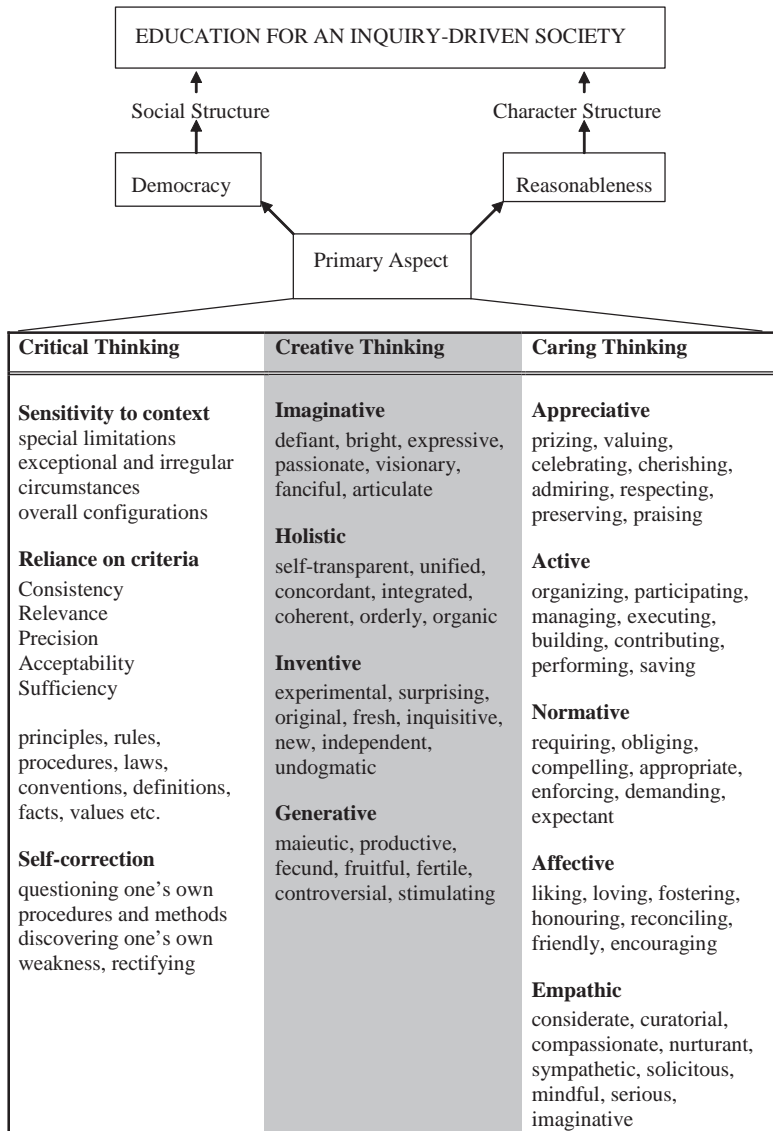 EDUCATION FOR AN INQUIRY-DRIVEN SOCIETY
Social Structure
Character Structure
Democracy
Reasonableness
Primary Aspect
Critical Thinking
Sensitivity to context
special limitations
exceptional and irregular
circumstances
overall configurations
Reliance on criteria
Consistency
Relevance
Precision
Acceptability
Sufficiency
principles, rules,
procedures, laws,
conventions, definitions,
facts, values etc.
Self-correction
questioning one’s own
procedures and methods
discovering one’s own
weakness, rectifying
Creative Thinking
Imaginative
defiant, bright, expressive,
passionate, visionary,
fanciful, articulate
Holistic
self-transparent, unified,
concordant, integrated,
coherent, orderly, organic
Inventive
experimental, surprising,
original, fresh, inquisitive,
new, independent,
undogmatic
Generative
maieutic, productive,
fecund, fruitful, fertile,
controversial, stimulating
Caring Thinking
Appreciative
prizing, valuing,
celebrating, cherishing,
admiring, respecting,
preserving, praising
Active
organizing, participating,
managing, executing,
building, contributing,
performing, saving
Normative
requiring, obliging,
compelling, appropriate,
enforcing, demanding,
expectant
Affective
liking, loving, fostering,
honouring, reconciling,
friendly, encouraging
Empathic
considerate, curatorial,
compassionate, nurturant,
sympathetic, solicitous,
mindful, serious,
imaginative